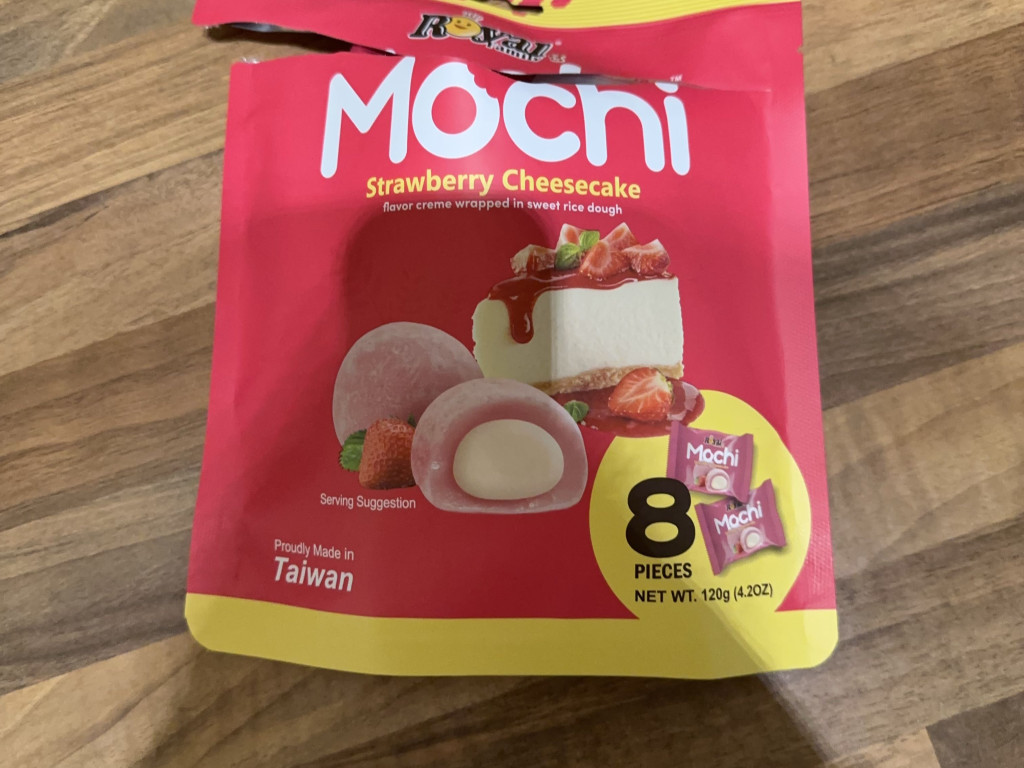 Royal
Mochi
™
Strawberry Cheesecake
flavor creme wrapped in sweet rice dough
Mochi
Mochi
Serving Suggestion
8
PIECES
NET WT. 120g (4.2OZ)
Proudly Made in
Taiwan